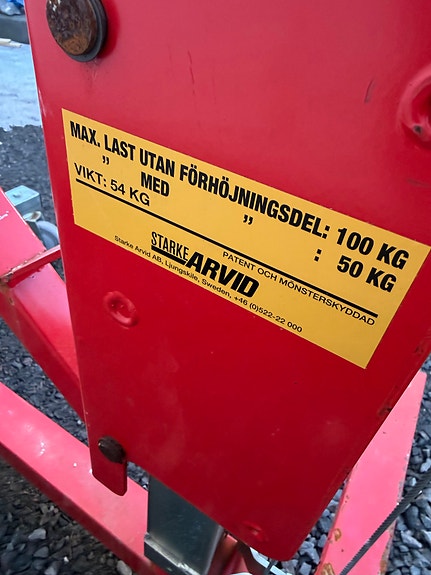 MAX. LAST UTAN FÖRHÖJNINGSDEL: 100 KG
” MED ” : 50 KG
VIKT: 54 KG
STARKE ARVID PATENT OCH MÖNSTERSKYDDAD
Starke Arvid AB, Ljungskile, Sweden, +46 (0)522-22 000